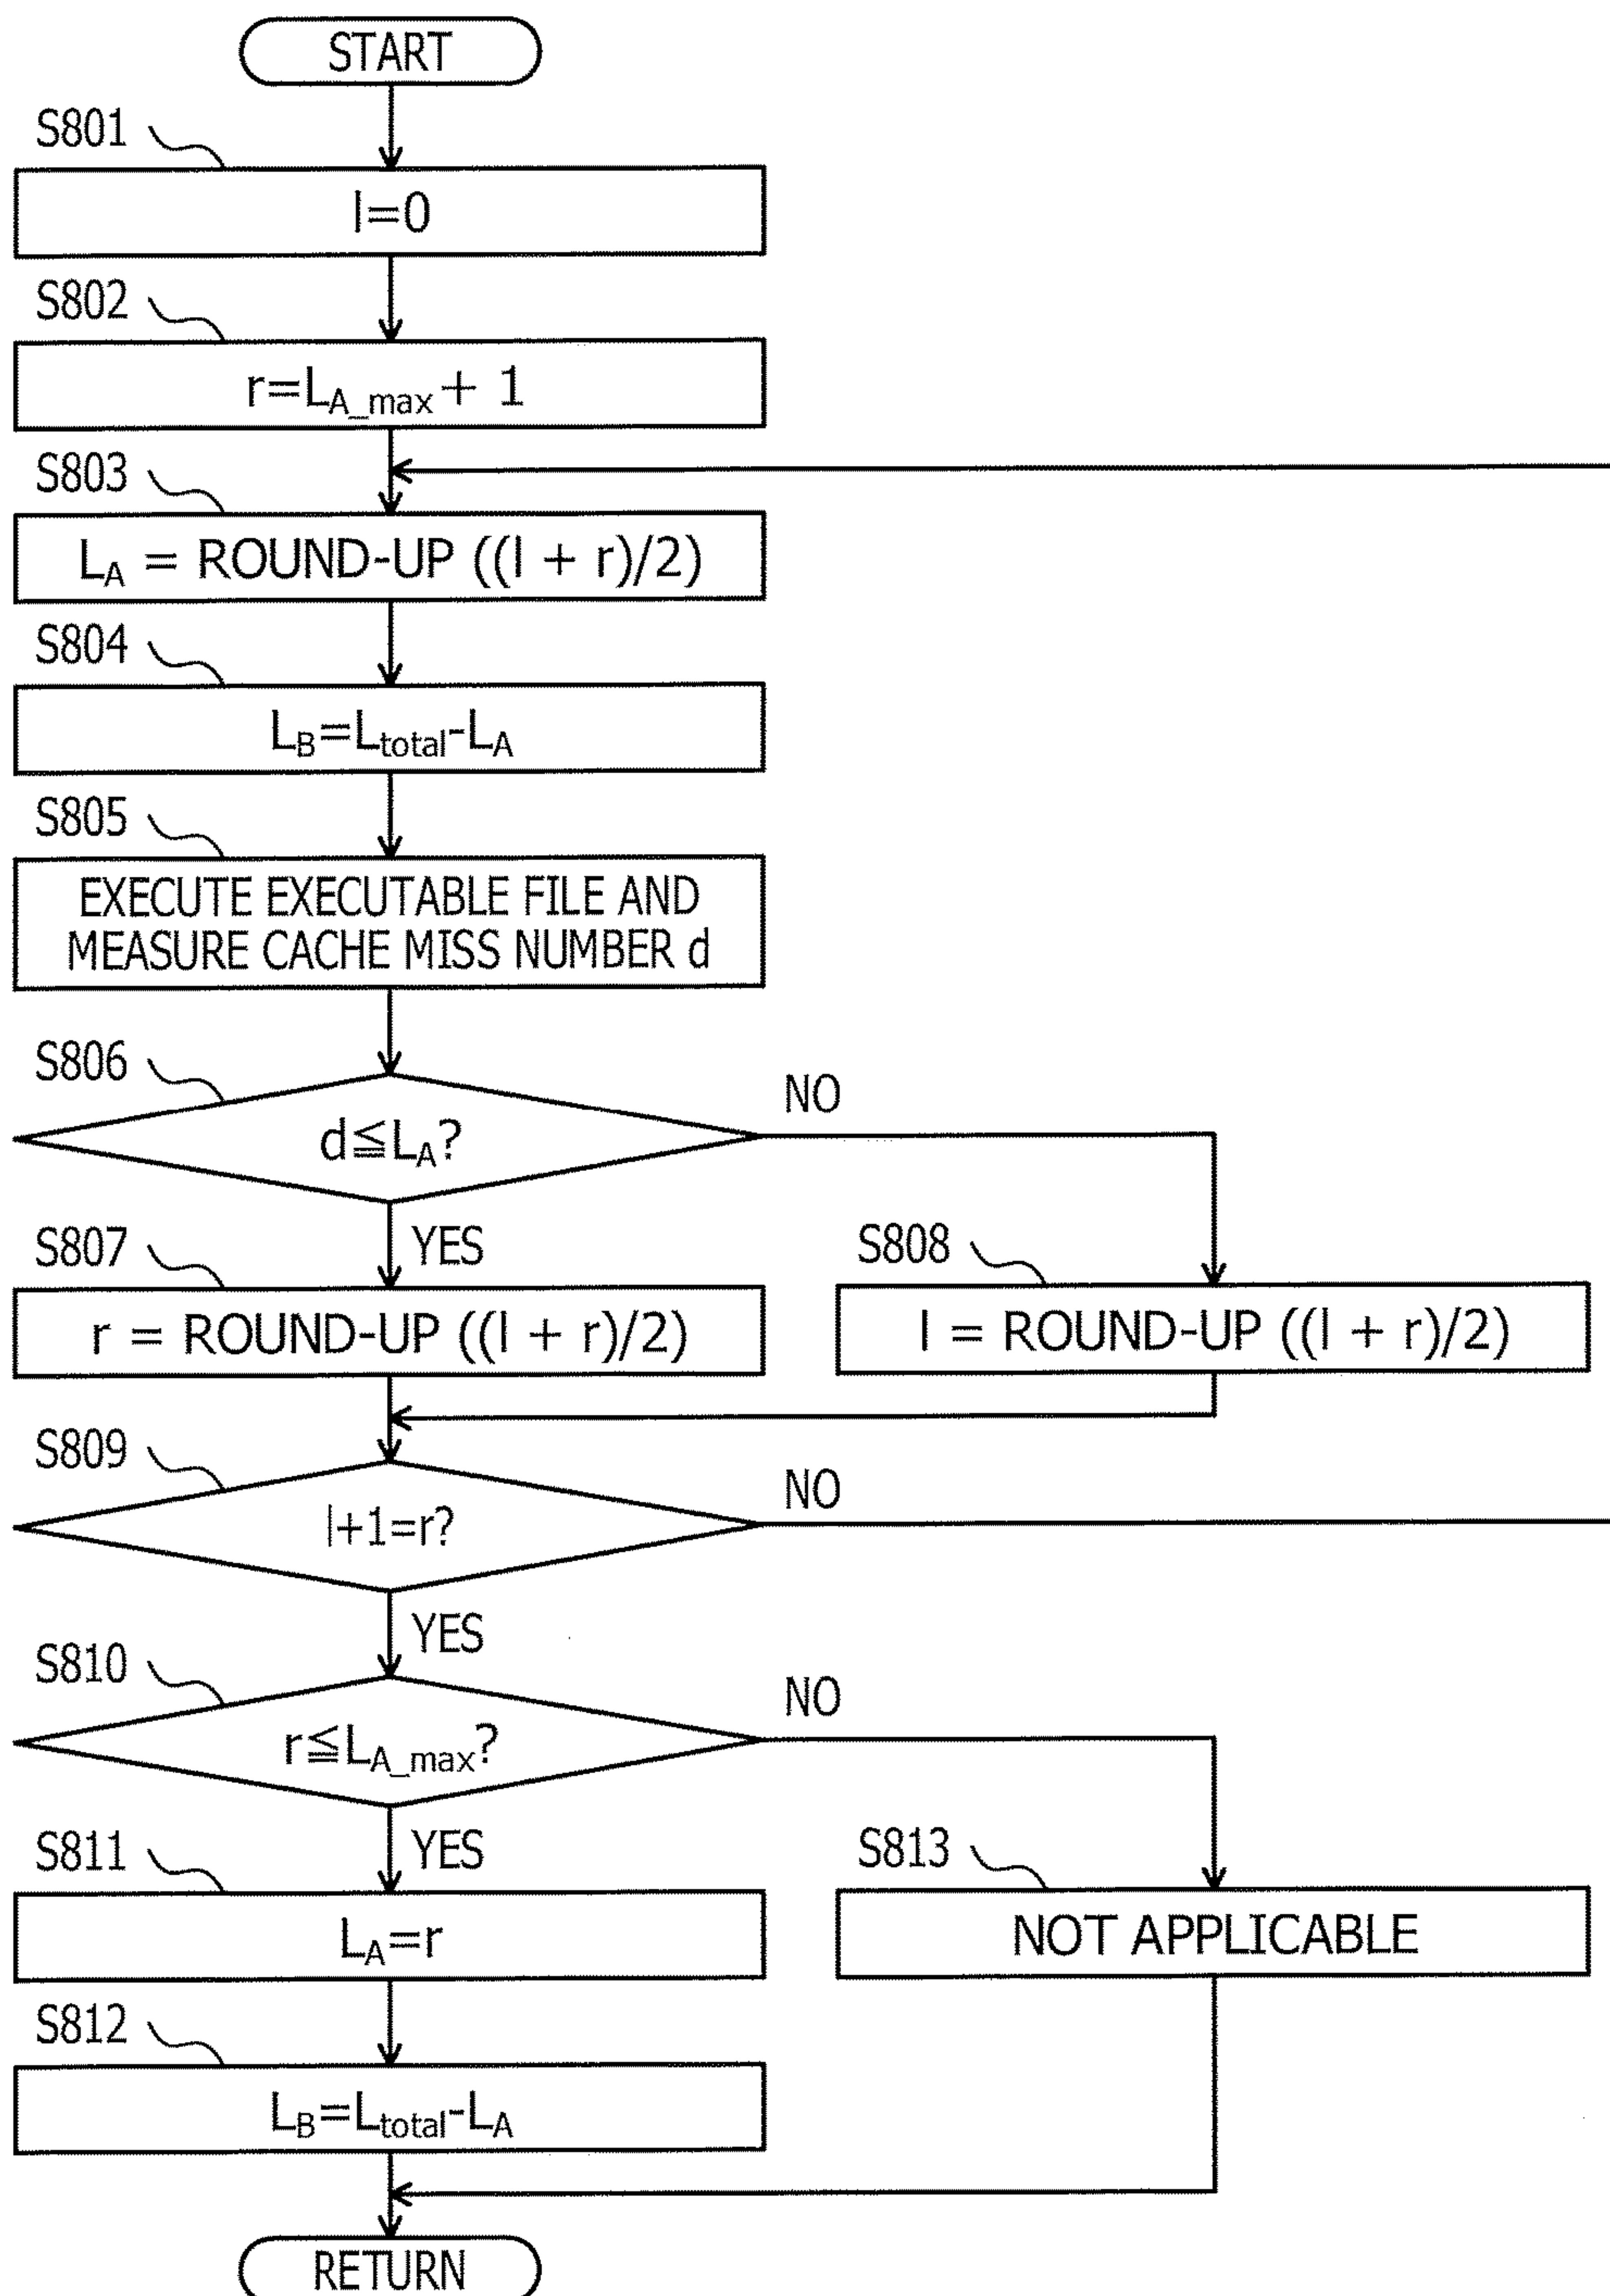 START
S801
l=0
S802
r=L_A_max + 1
S803
L_A = ROUND-UP ((l + r)/2)
S804
L_B=L_total-L_A
S805
EXECUTE EXECUTABLE FILE AND
MEASURE CACHE MISS NUMBER d
S806
d≦L_A?
NO
YES
S807
r = ROUND-UP ((l + r)/2)
S808
l = ROUND-UP ((l + r)/2)
S809
l+1=r?
NO
YES
S810
r≦L_A_max?
NO
YES
S811
L_A=r
S813
NOT APPLICABLE
S812
L_B=L_total-L_A
RETURN